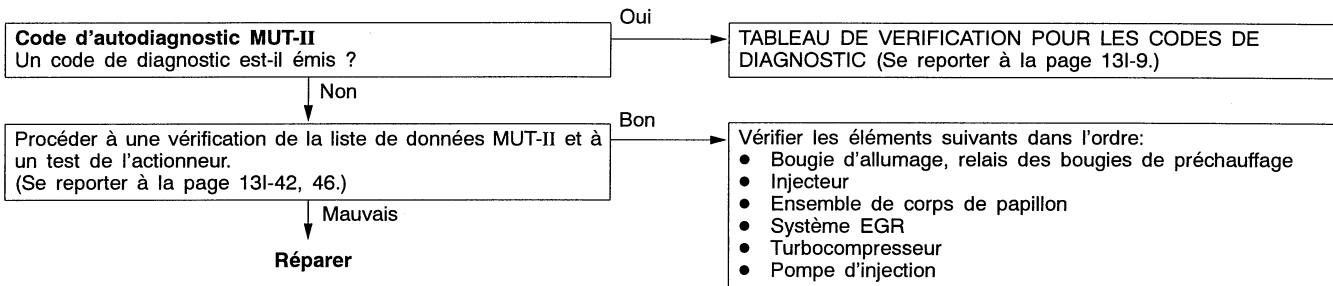 Oui
Code d'autodiagnostic MUT-II
Un code de diagnostic est-il émis ?
TABLEAU DE VERIFICATION POUR LES CODES DE
DIAGNOSTIC (Se reporter à la page 13I-9.)
Non
Procéder à une vérification de la liste de données MUT-II et à
un test de l'actionneur.
(Se reporter à la page 13I-42, 46.)
Bon
Vérifier les éléments suivants dans l'ordre:
● Bougie d'allumage, relais des bougies de préchauffage
● Injecteur
● Ensemble de corps de papillon
● Système EGR
● Turbocompresseur
● Pompe d'injection
Mauvais
Réparer